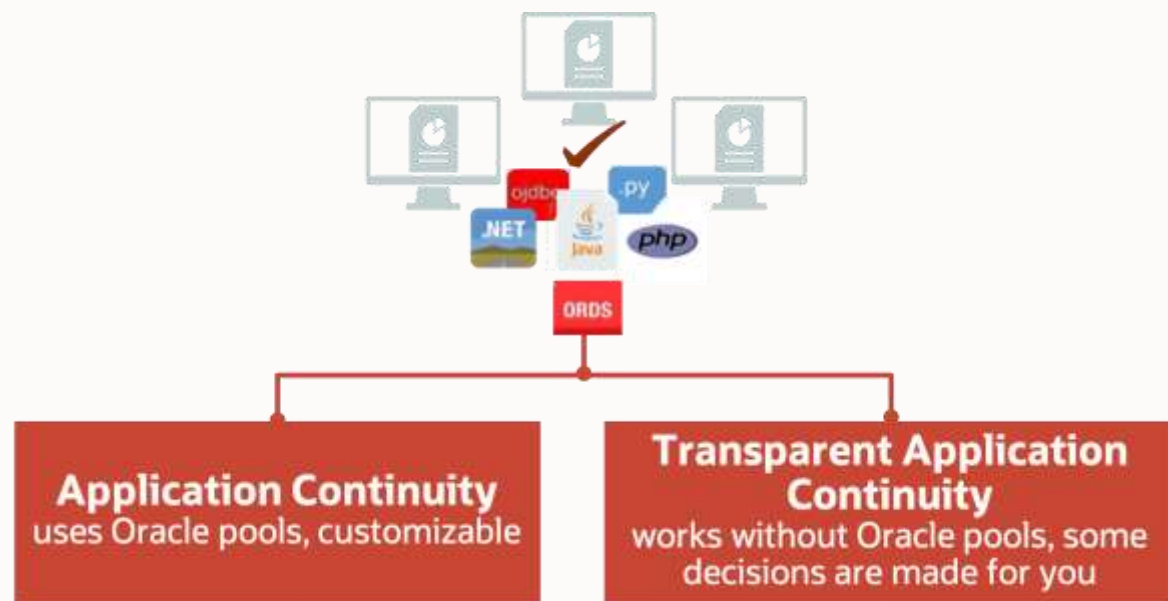 ojdbc
.py
.NET
Java
php
ORDS
Application Continuity
uses Oracle pools, customizable
Transparent Application
Continuity
works without Oracle pools, some
decisions are made for you